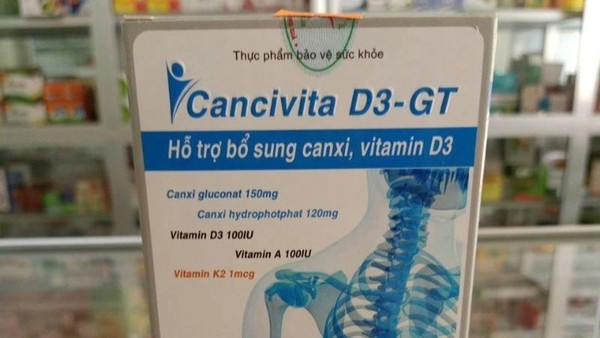 Thực phẩm bảo vệ sức khỏe
Cancivita D3-GT
Hỗ trợ bổ sung canxi, vitamin D3
Canxi gluconat 150mg
Canxi hydrophotphat 120mg
Vitamin D3 100IU
Vitamin A 100IU
Vitamin K2 1mcg